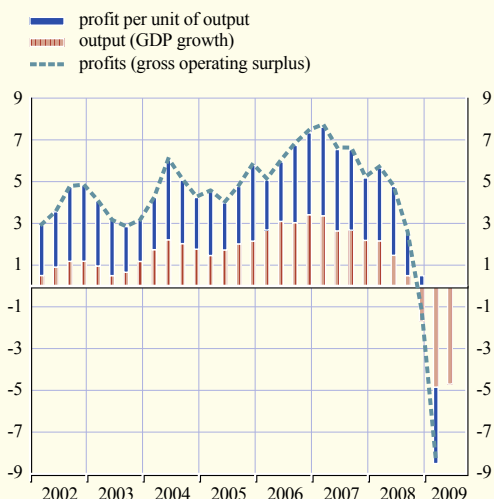 profit per unit of output
output (GDP growth)
profits (gross operating surplus)
9 9
7 7
5 5
3 3
1 1
-1 -1
-3 -3
-5 -5
-7 -7
-9 -9
2002 2003 2004 2005 2006 2007 2008 2009